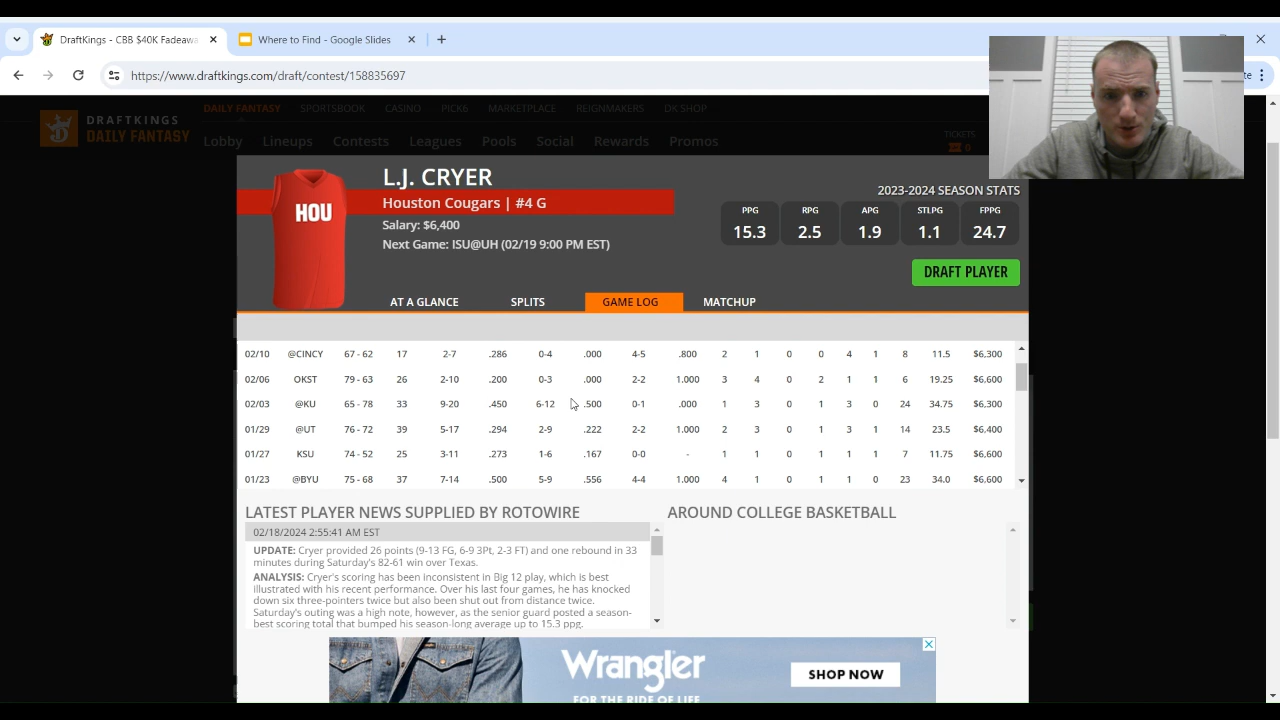 DraftKings - CBB $40K Fadeawa
Where to Find - Google Slides
https://www.draftkings.com/draft/contest/158835697
DRAFTKINGS
DAILY FANTASY
DAILY FANTASY SPORTSBOOK CASINO PICK6 MARKETPLACE REIGNMAKERS DK SHOP
Lobby Lineups Contests Leagues Pools Social Rewards Promos
TICKETS
0
HOU
L.J. CRYER
Houston Cougars | #4 G
Salary: $6,400
Next Game: ISU@UH (02/19 9:00 PM EST)
2023-2024 SEASON STATS
PPG RPG APG STLPG FPPG
15.3 2.5 1.9 1.1 24.7
DRAFT PLAYER
AT A GLANCE SPLITS GAME LOG MATCHUP
02/10 @CINCY 67 - 62 17 2-7 .286 0-4 .000 4-5 .800 2 1 0 0 4 1 8 11.5 $6,300
02/06 OKST 79 - 63 26 2-10 .200 0-3 .000 2-2 1.000 3 4 0 2 1 1 6 19.25 $6,600
02/03 @KU 65 - 78 33 9-20 .450 6-12 .500 0-1 .000 1 3 0 1 3 0 24 34.75 $6,300
01/29 @UT 76 - 72 39 5-17 .294 2-9 .222 2-2 1.000 2 3 0 1 3 1 14 23.5 $6,400
01/27 KSU 74 - 52 25 3-11 .273 1-6 .167 0-0 - 1 1 0 1 1 1 7 11.75 $6,600
01/23 @BYU 75 - 68 37 7-14 .500 5-9 .556 4-4 1.000 4 1 0 1 1 0 23 34.0 $6,600
LATEST PLAYER NEWS SUPPLIED BY ROTOWIRE
AROUND COLLEGE BASKETBALL
02/18/2024 2:55:41 AM EST
UPDATE: Cryer provided 26 points (9-13 FG, 6-9 3Pt, 2-3 FT) and one rebound in 33
minutes during Saturday's 82-61 win over Texas.
ANALYSIS: Cryer's scoring has been inconsistent in Big 12 play, which is best
illustrated with his recent performance. Over his last four games, he has knocked
down six three-pointers twice but also been shut out from distance twice.
Saturday's outing was a high note, however, as the senior guard posted a season-
best scoring total that bumped his season-long average up to 15.3 ppg.
Wrangler
FOR THE RIDE OF LIFE
SHOP NOW